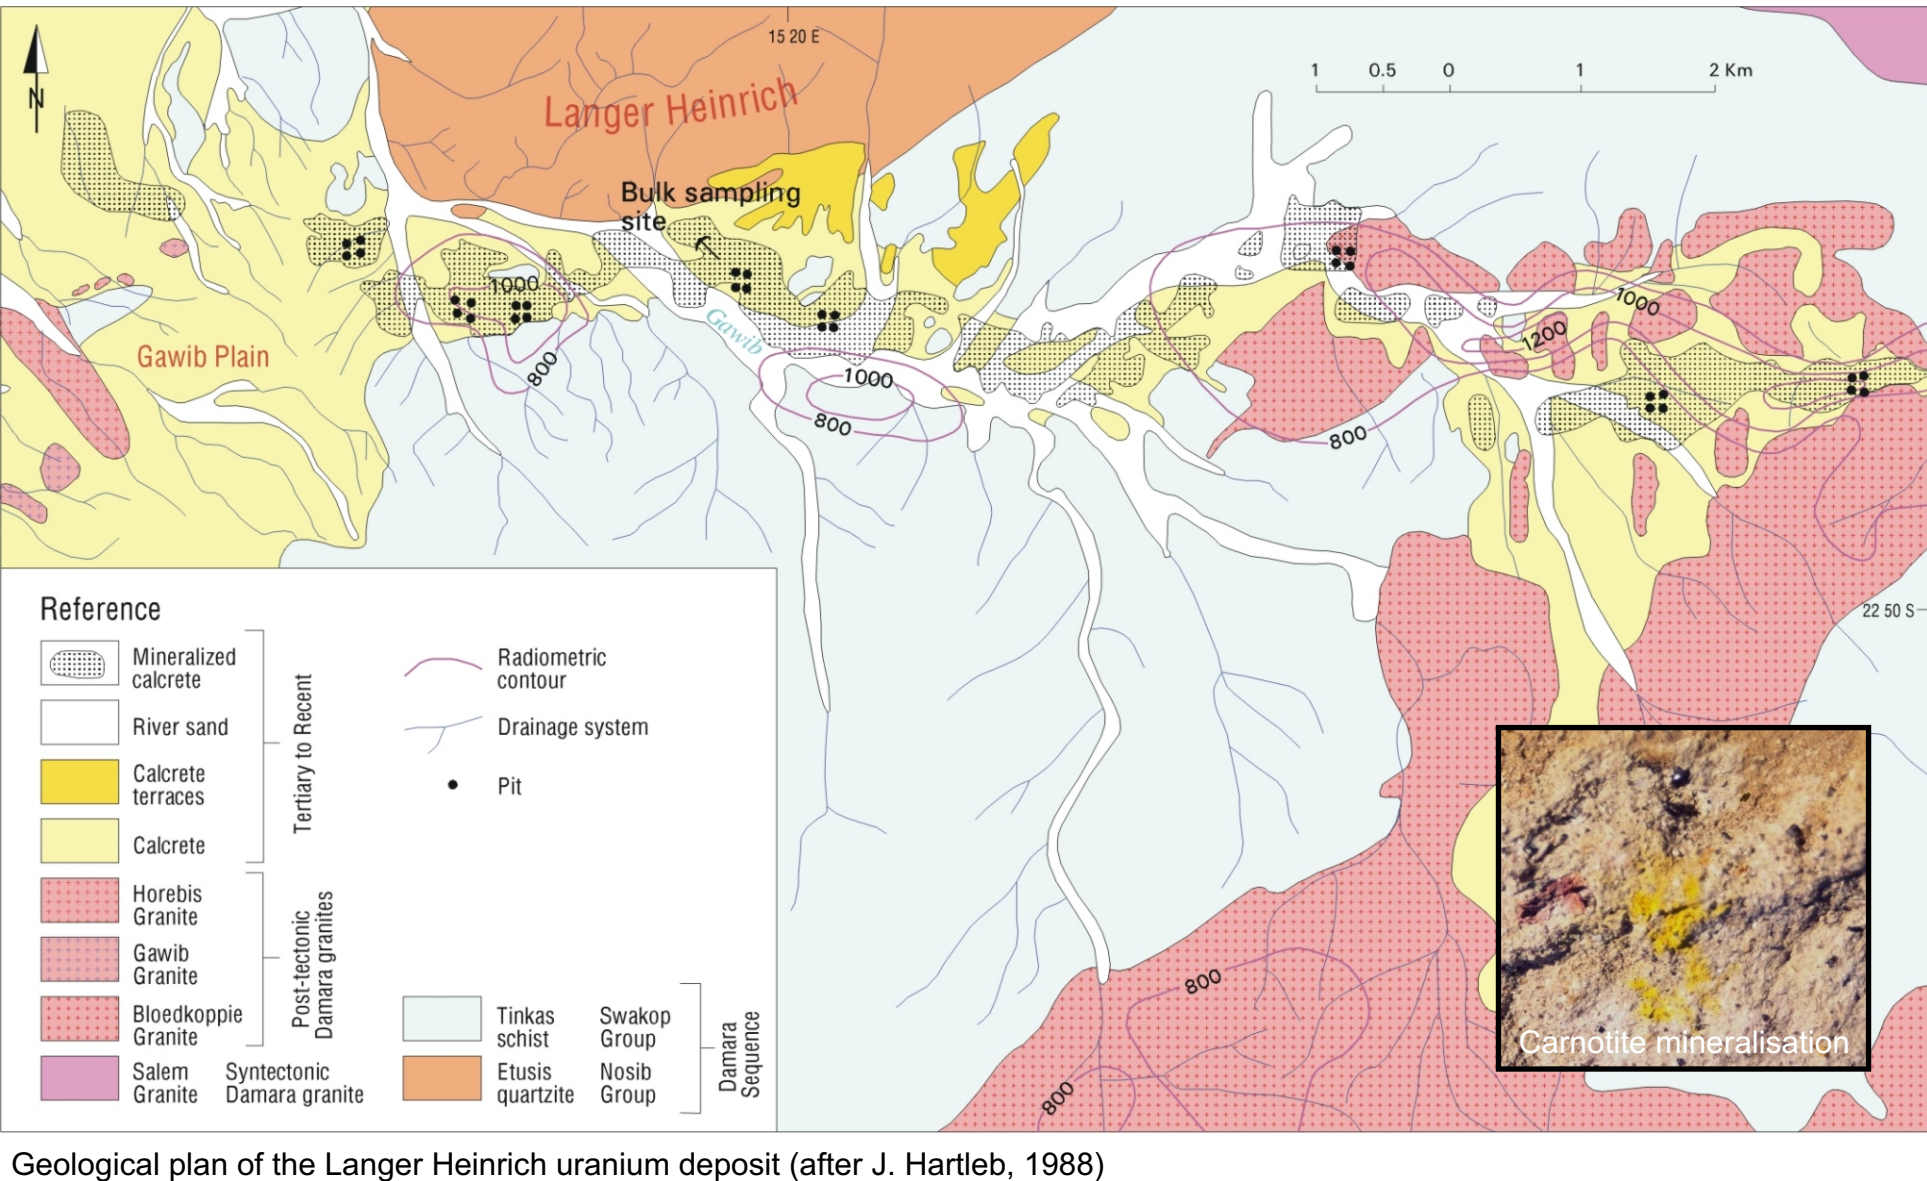 15 20 E
N
Langer Heinrich
1 0.5 0 1 2 Km
Bulk sampling
site
1000
800
Gawib
1000
800
1000
1200
800
Gawib Plain
22 50 S
800
800
Reference
Mineralized
calcrete
River sand
Calcrete
terraces
Calcrete
Tertiary to Recent
Horebis
Granite
Gawib
Granite
Bloedkoppie
Granite
Post-tectonic
Damara granites
Salem
Granite
Syntectonic
Damara granite
Radiometric
contour
Drainage system
Pit
Tinkas
schist
Swakop
Group
Etusis
quartzite
Nosib
Group
Damara
Sequence
Carnotite mineralisation
Geological plan of the Langer Heinrich uranium deposit (after J. Hartleb, 1988)